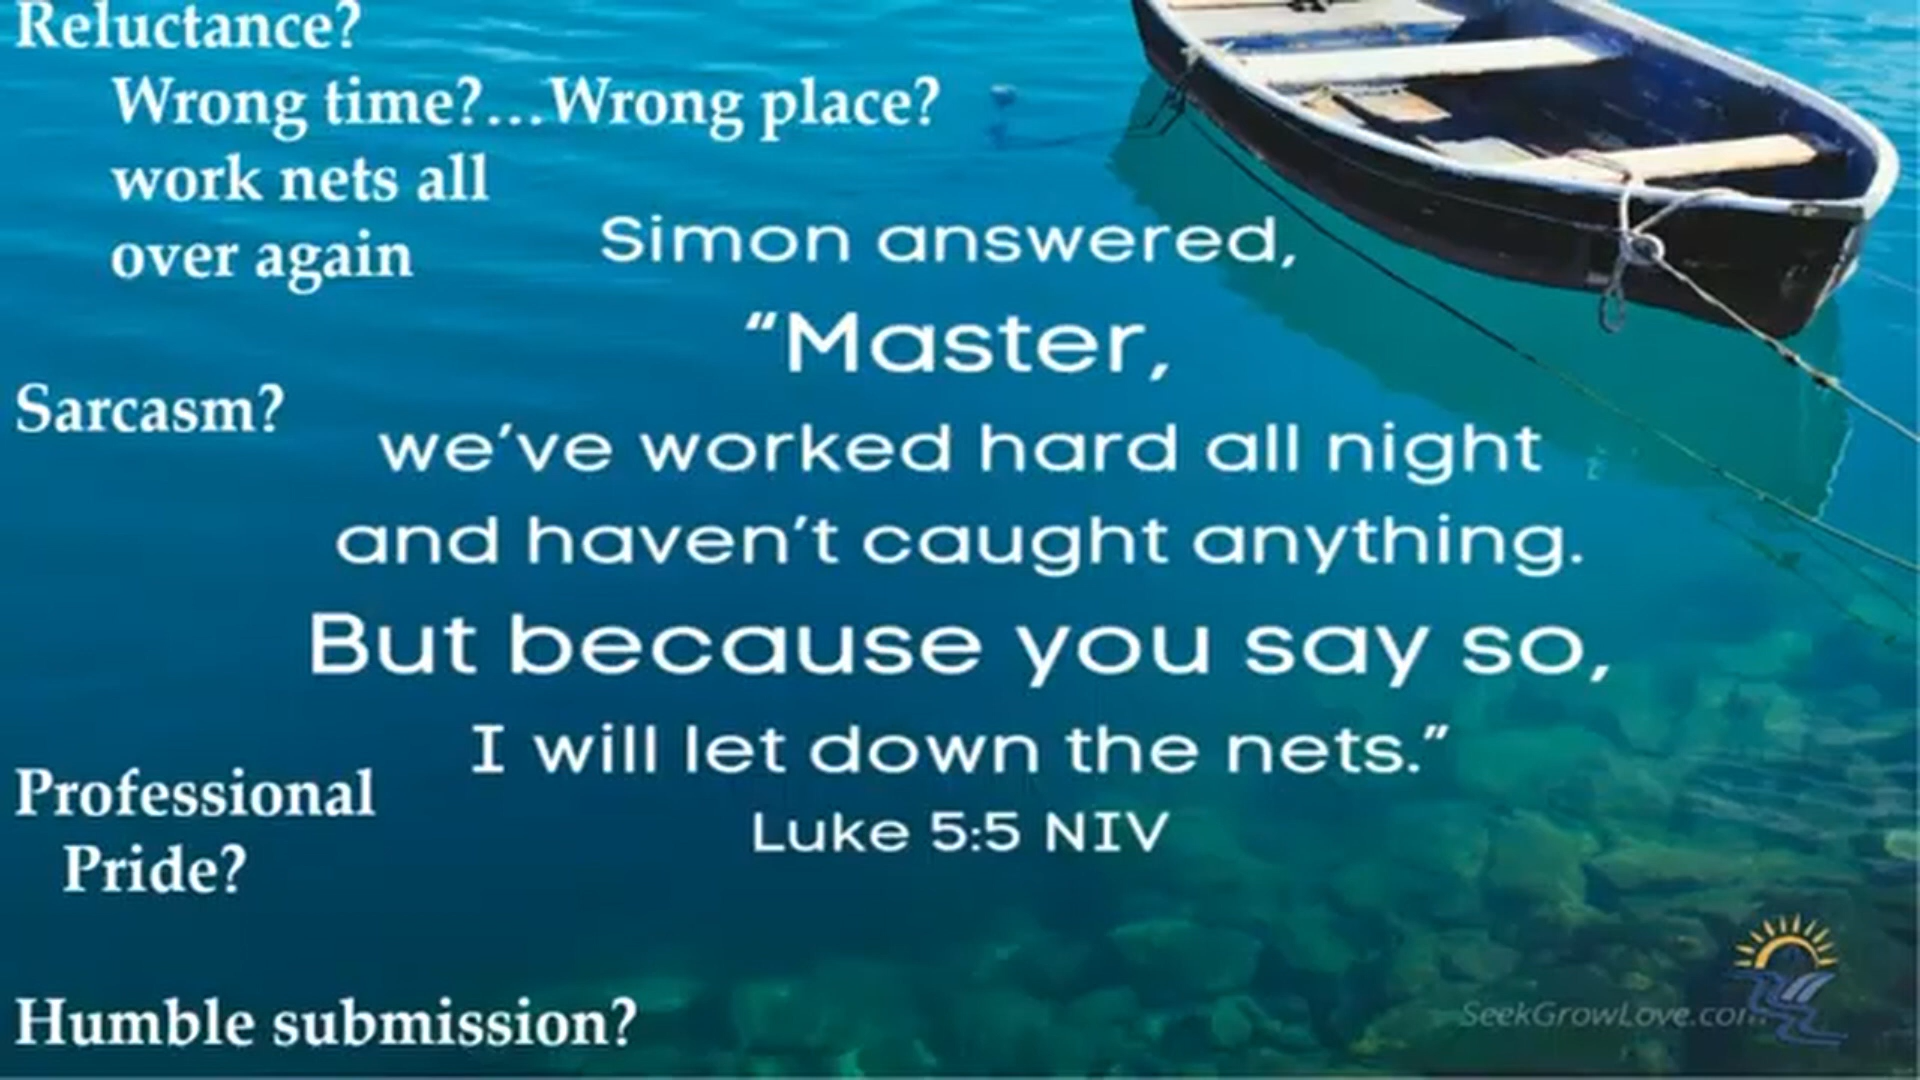 Reluctance?
Wrong time?...Wrong place?
work nets all
over again
Simon answered,
“Master,
Sarcasm?
we’ve worked hard all night
and haven’t caught anything.
But because you say so,
I will let down the nets.”
Professional
Pride?
Luke 5:5 NIV
Humble submission?
SeekGrowLove.com